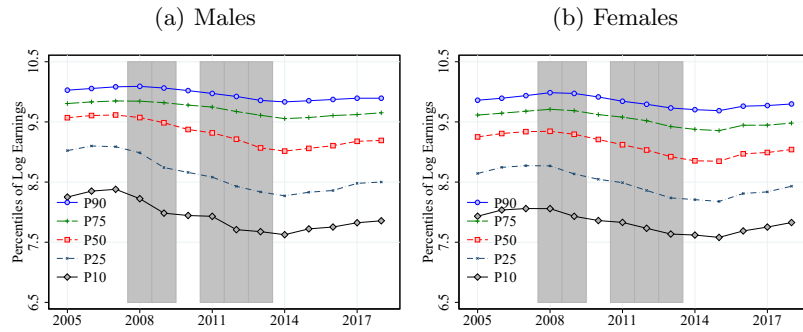 (a) Males
Percentiles of Log Earnings
10.5
9.5
8.5
7.5
6.5
P90
P75
P50
P25
P10
2005 2008 2011 2014 2017
(b) Females
Percentiles of Log Earnings
10.5
9.5
8.5
7.5
6.5
P90
P75
P50
P25
P10
2005 2008 2011 2014 2017